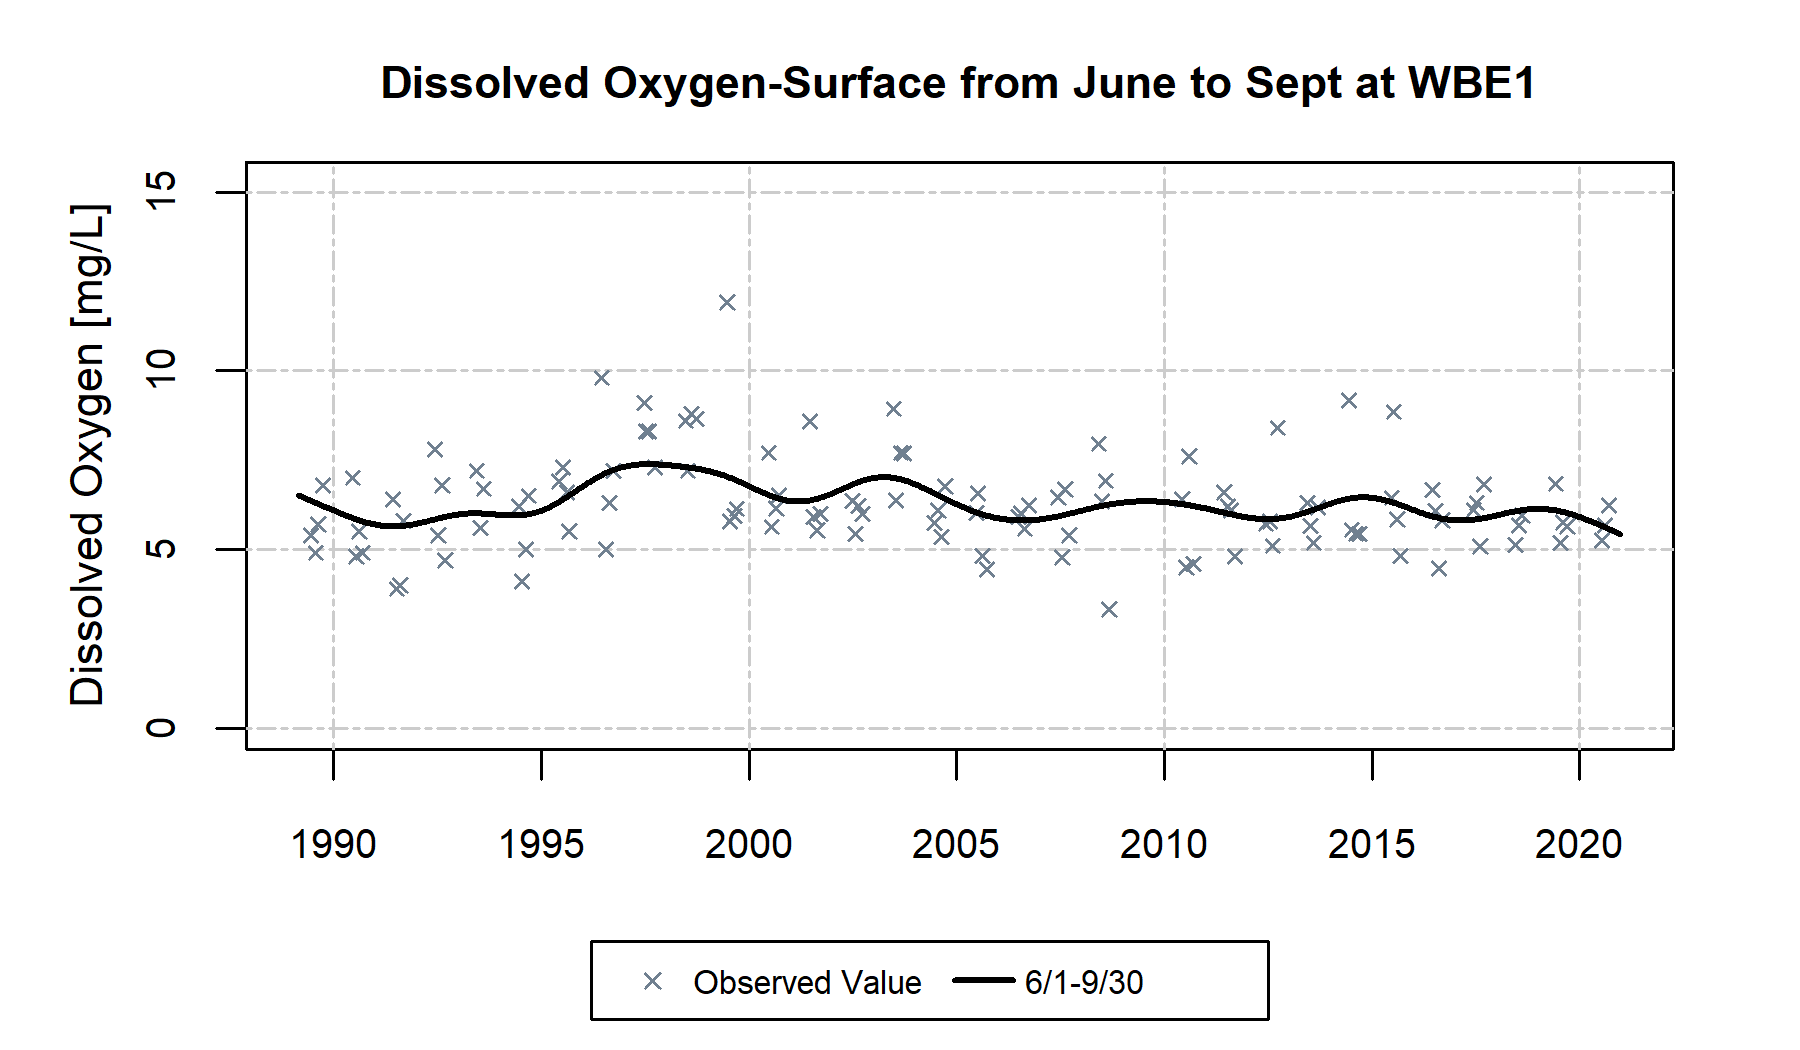 Dissolved Oxygen-Surface from June to Sept at WBE1
Dissolved Oxygen [mg/L]
15
10
5
0
1990 1995 2000 2005 2010 2015 2020
Observed Value 6/1-9/30